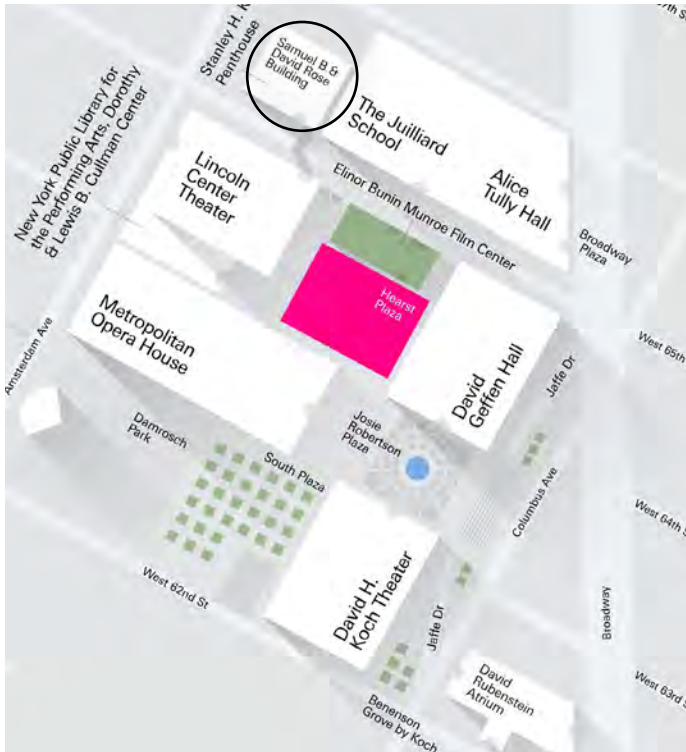 Stanley H. K
Penthouse
Samuel B &
David Rose
Building
The Juilliard
School
Alice
Tully Hall
New York Public Library for
the Performing Arts, Dorothy
& Lewis B. Cullman Center
Lincoln
Center
Theater
Elinor Bunin Munroe Film Center
Broadway
Plaza
Hearst
Plaza
Metropolitan
Opera House
Amsterdam Ave
West 65th
David
Geffen Hall
Jaffe Dr
Damrosch
Park
Josie
Robertson
Plaza
South Plaza
Columbus Ave
West 64th S
West 62nd St
David H.
Koch Theater
Jaffe Dr
Broadway
David
Rubenstein
Atrium
West 63rd S
Benenson
Grove by Koch